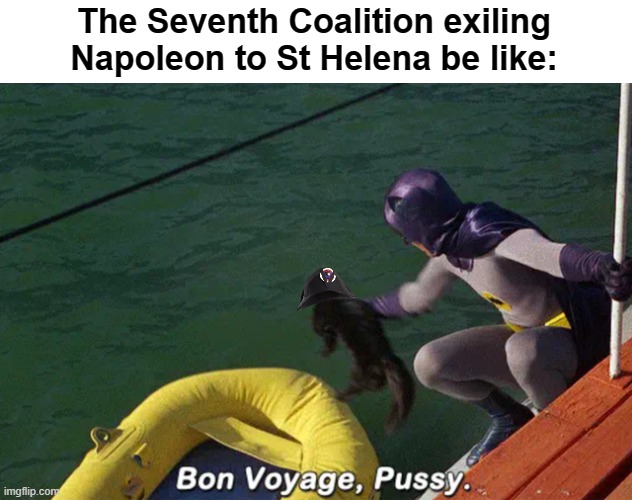 The Seventh Coalition exiling
Napoleon to St Helena be like:
Bon Voyage, Pussy.
imgflip.com